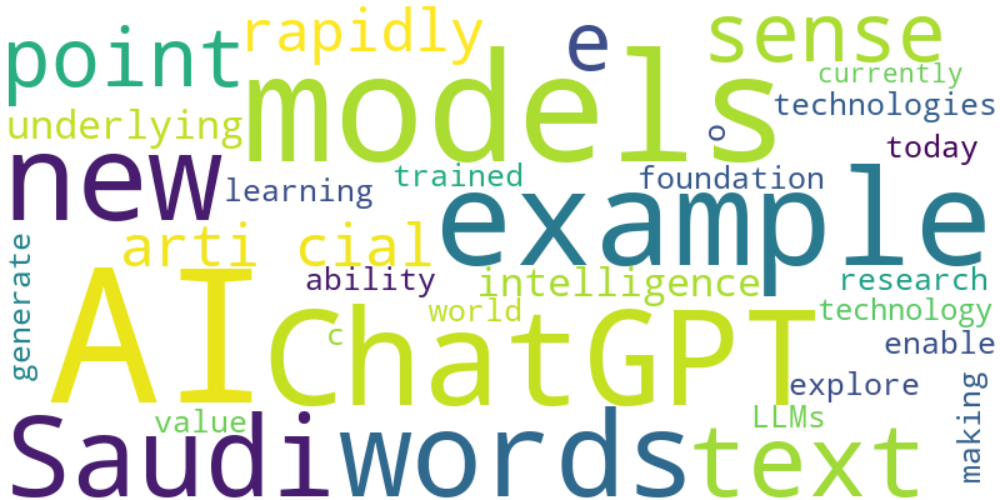 point
rapidly
e
sense
currently
models
technologies
underlying
o
today
new
learning
trained
foundation
example
arti cial
ability
intelligence
research
generate
AI
world
technology
ChatGPT
c
enable
explore
making
value
LLMs
Saudi
words
text